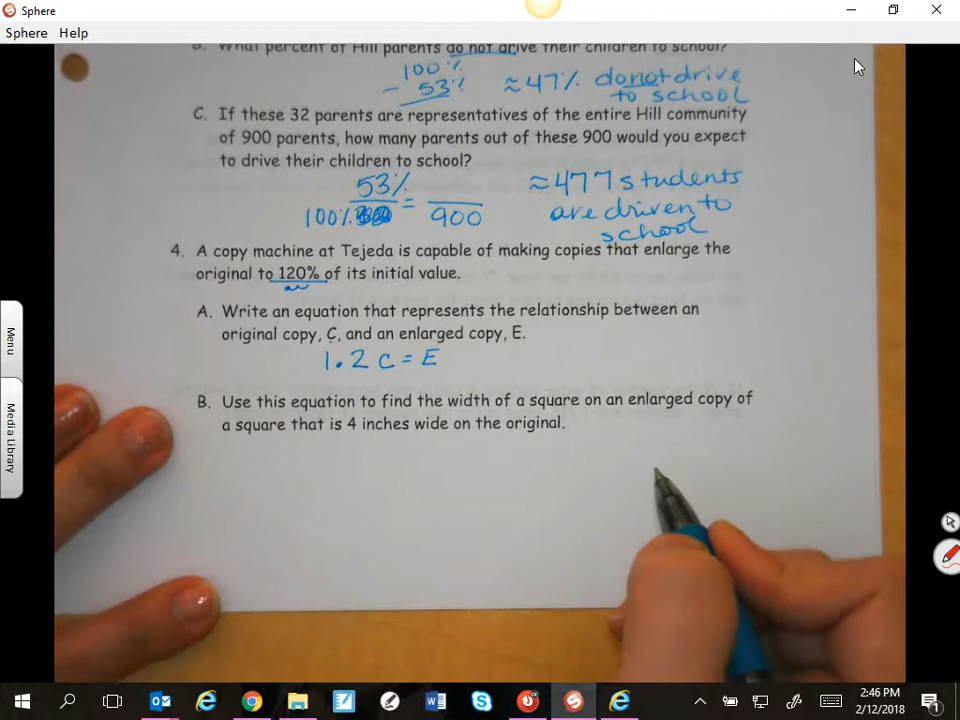 Sphere
Sphere Help
B. What percent of Hill parents do not drive their children to school?
100%
- 53%
≈47% do not drive
to school
C. If these 32 parents are representatives of the entire Hill community
of 900 parents, how many parents out of these 900 would you expect
to drive their children to school?
53%
100%
=
900
≈477 students
are driven to
school
4. A copy machine at Tejeda is capable of making copies that enlarge the
original to 120% of its initial value.
A. Write an equation that represents the relationship between an
original copy, C, and an enlarged copy, E.
1.2 c = E
B. Use this equation to find the width of a square on an enlarged copy of
a square that is 4 inches wide on the original.
Menu
Media Library
2:46 PM
2/12/2018
1